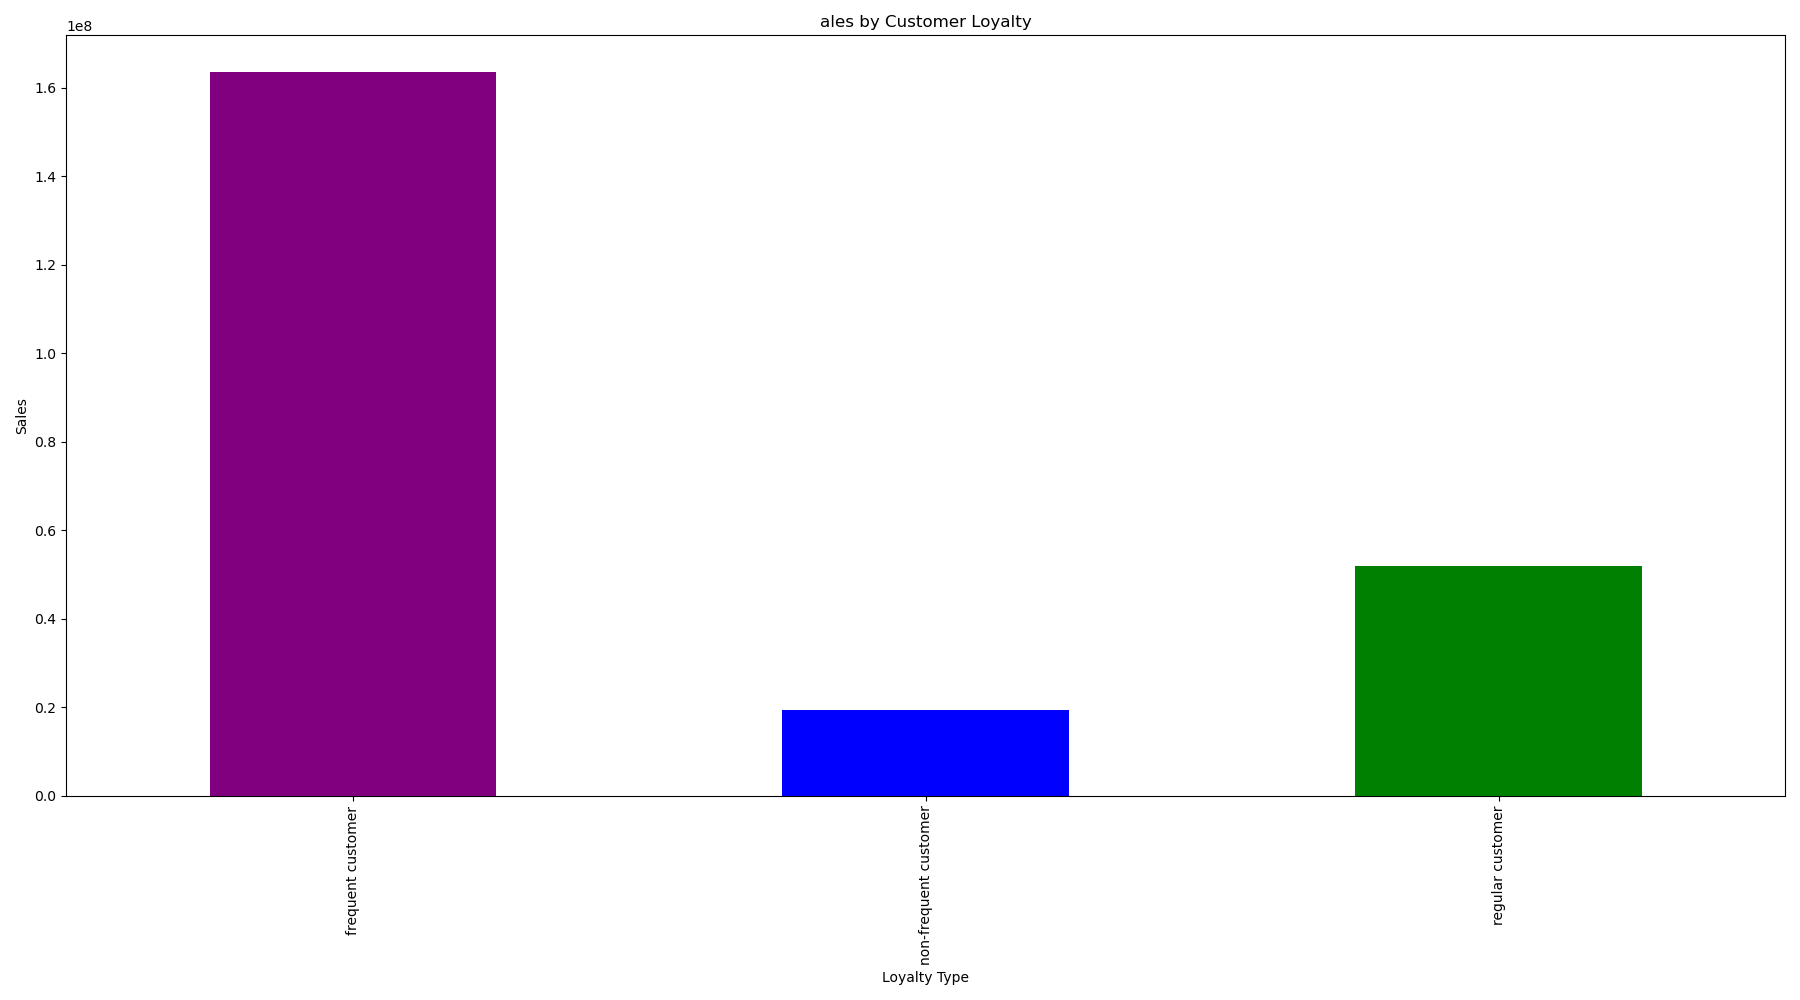 ales by Customer Loyalty
1e8
1.6
1.4
1.2
1.0
0.8
0.6
0.4
0.2
0.0
Sales
frequent customer
non-frequent customer
regular customer
Loyalty Type